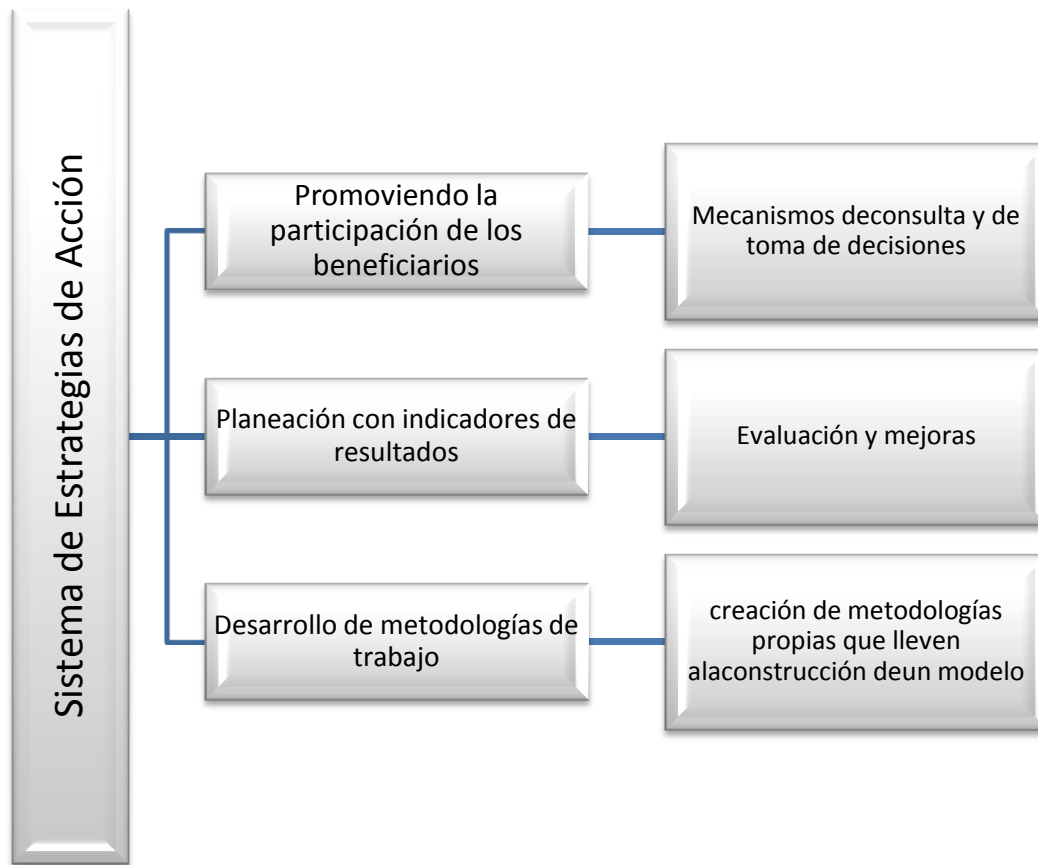 Sistema de Estrategias de Acción
Promoviendo la
participación de los
beneficiarios
Mecanismos deconsulta y de
toma de decisiones
Planeación con indicadores de
resultados
Evaluación y mejoras
Desarrollo de metodologías de
trabajo
creación de metodologías
propias que lleven
alaconstrucción deun modelo